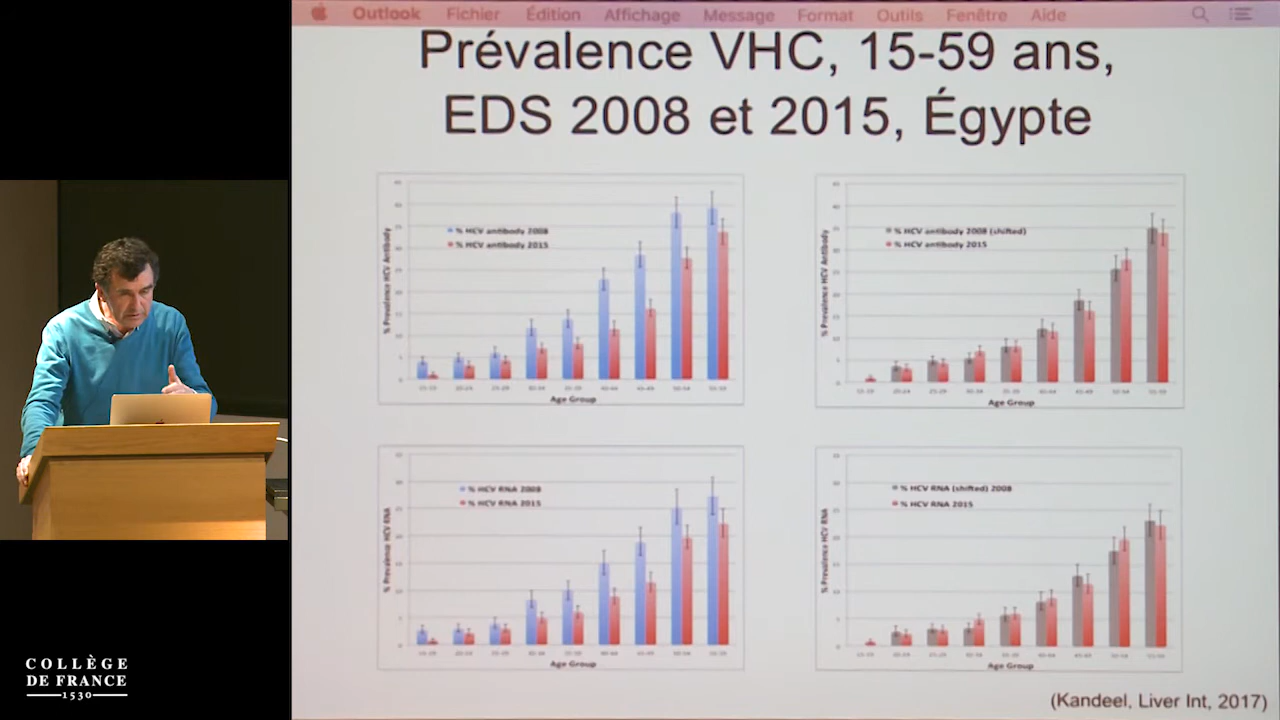 Outlook Fichier Édition Affichage Message Format Outils Fenêtre Aide
Prévalence VHC, 15-59 ans,
EDS 2008 et 2015, Égypte
% HCV antibody 2008
% HCV antibody 2015
% Prevalence HCV Antibody
Age Group
% HCV antibody 2008 (shifted)
% HCV antibody 2015
% Prevalence HCV Antibody
Age Group
% HCV RNA 2008
% HCV RNA 2015
% Prevalence HCV RNA
Age Group
% HCV RNA (shifted) 2008
% HCV RNA 2015
% Prevalence HCV RNA
Age Group
(Kandeel, Liver Int, 2017)
COLLÈGE
DE FRANCE
1530